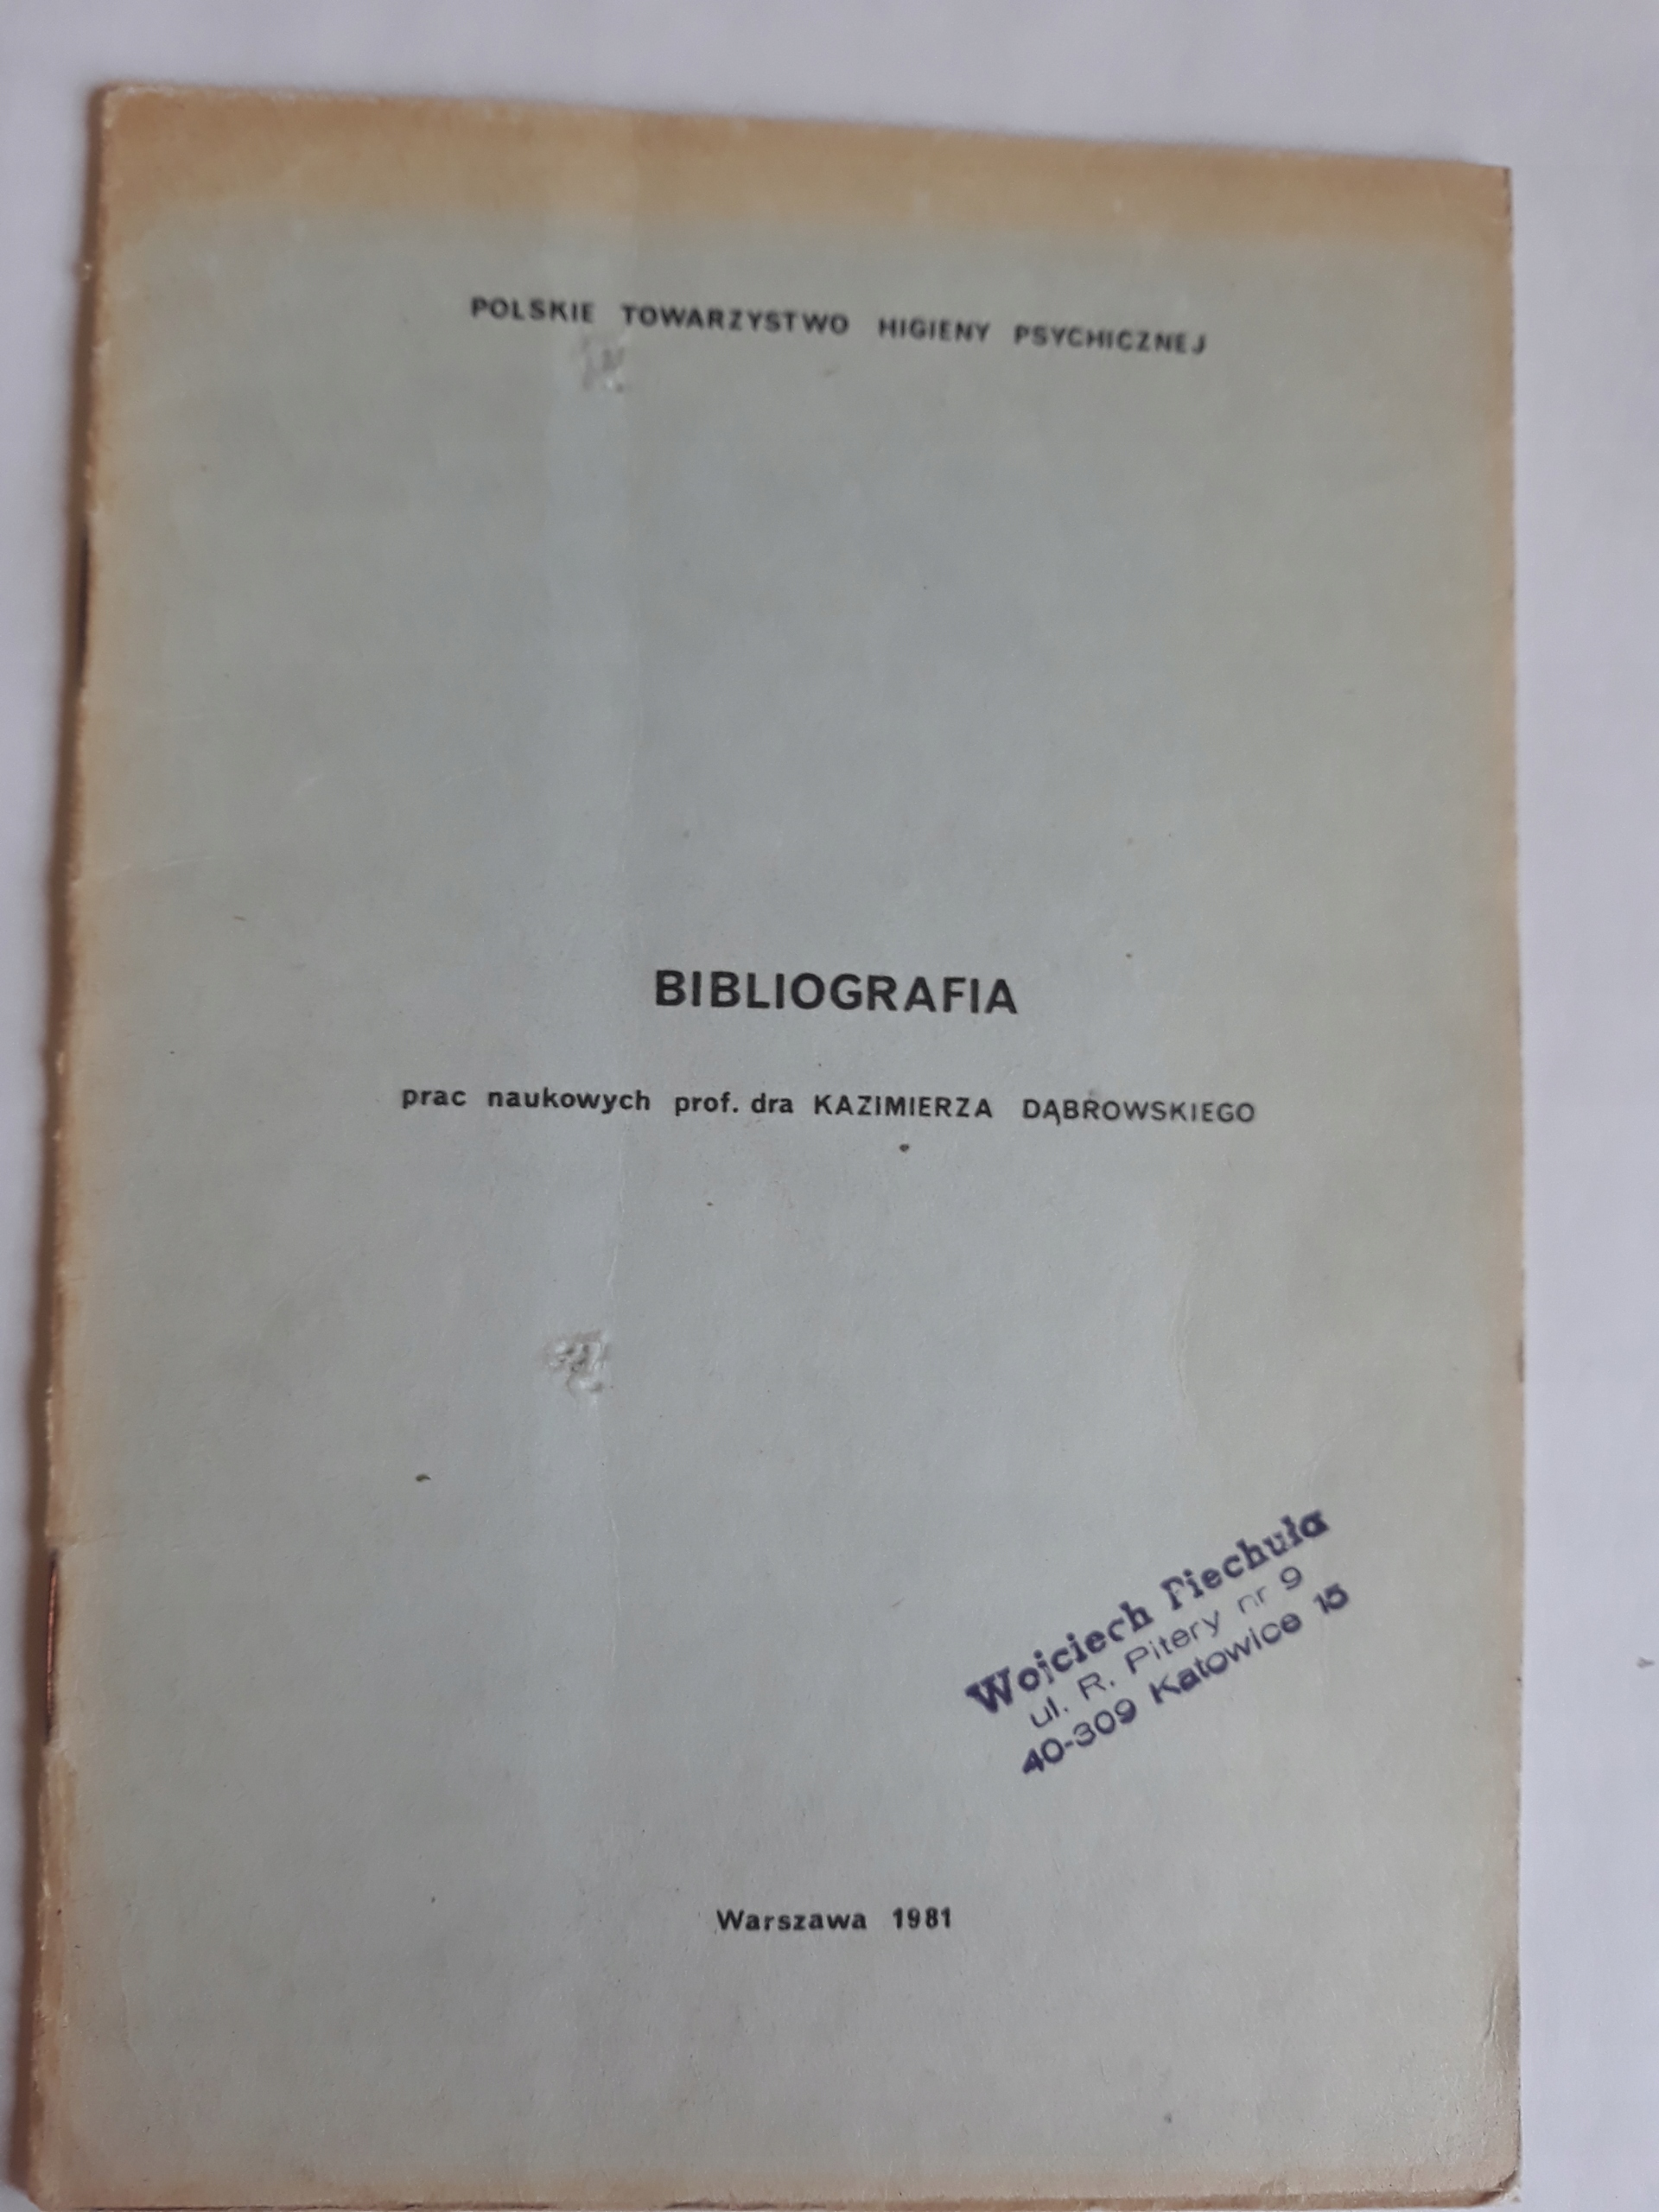 POLSKIE TOWARZYSTWO HIGIENY PSYCHICZNEJ
BIBLIOGRAFIA
prac naukowych prof. dra KAZIMIERZA DĄBROWSKIEGO
Wojciech Piechuła
ul. R. Pitery nr 9
40-309 Katowice 15
Warszawa 1981